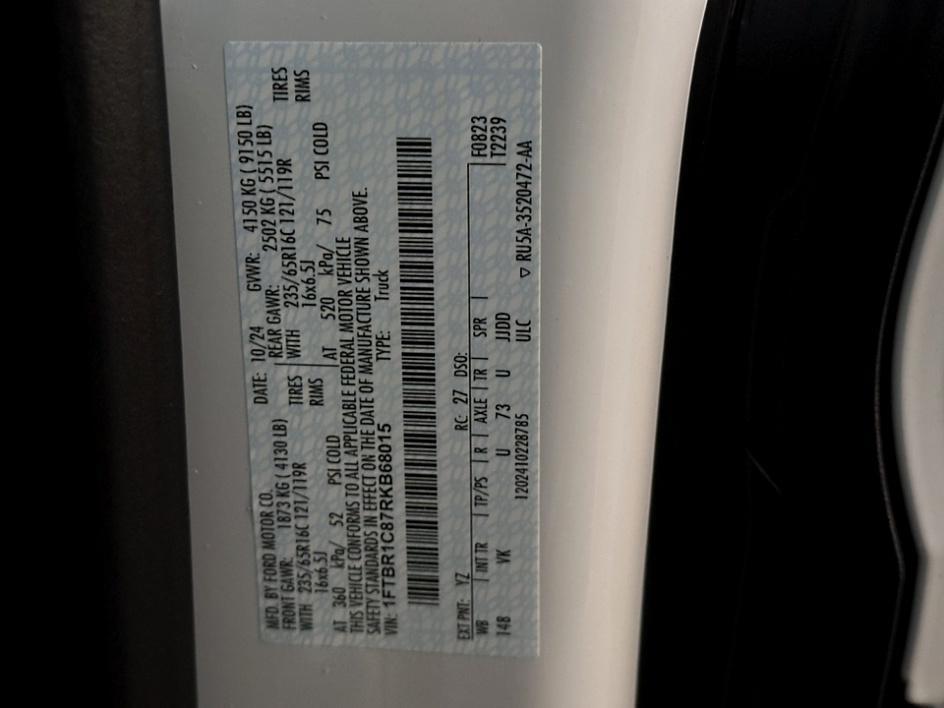 MFD. BY FORD MOTOR CO. DATE: 10/24 GVWR: 4150 KG ( 9150 LB)
FRONT GAWR: 1873 KG ( 4130 LB) REAR GAWR: 2502 KG ( 5515 LB)
WITH 235/65R16C 121/119R TIRES WITH 235/65R16C 121/119R TIRES
16x6.5J RIMS 16x6.5J RIMS
AT 360 kPa/ 52 PSI COLD AT 520 kPa/ 75 PSI COLD
THIS VEHICLE CONFORMS TO ALL APPLICABLE FEDERAL MOTOR VEHICLE
SAFETY STANDARDS IN EFFECT ON THE DATE OF MANUFACTURE SHOWN ABOVE.
VIN: 1FTBR1C87RKB68015 TYPE: Truck
EXT PNT: YZ RC: 27 DSO: F0823
WB INT TR TP/PS R AXLE TR SPR T2239
148 VK U 73 U JJDD
1202410228785 ULC ▽ RU5A-3520472-AA